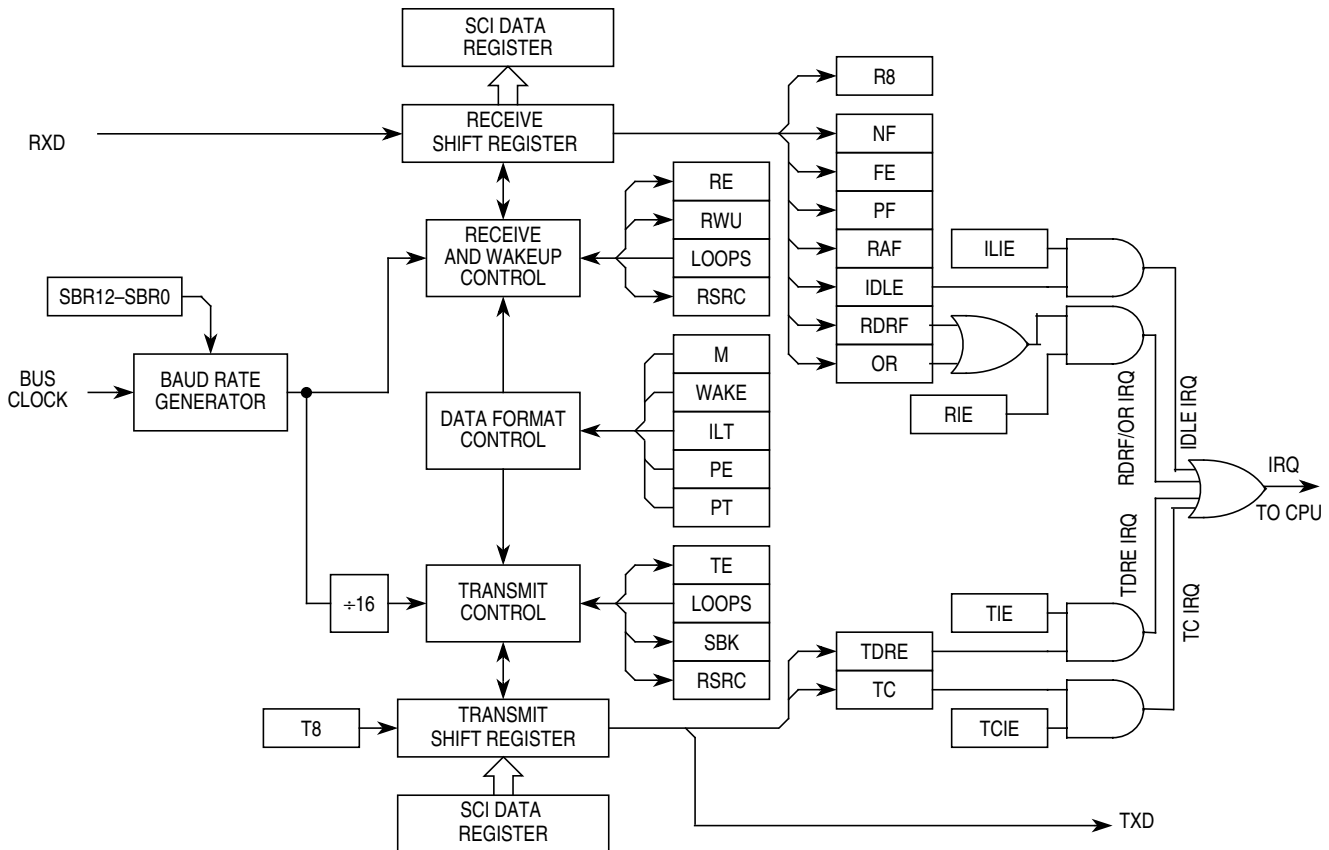 SCI DATA
REGISTER
R8
RXD
RECEIVE
SHIFT REGISTER
NF
FE
PF
RAF
IDLE
RDRF
OR
RE
RWU
LOOPS
RSRC
RECEIVE
AND WAKEUP
CONTROL
ILIE
SBR12–SBR0
BUS
CLOCK
BAUD RATE
GENERATOR
DATA FORMAT
CONTROL
M
WAKE
ILT
PE
PT
RIE
RDRF/OR IRQ
IDLE IRQ
IRQ
TO CPU
TDRE IRQ
TC IRQ
÷16
TRANSMIT
CONTROL
TE
LOOPS
SBK
RSRC
TIE
TDRE
TC
TCIE
T8
TRANSMIT
SHIFT REGISTER
SCI DATA
REGISTER
TXD